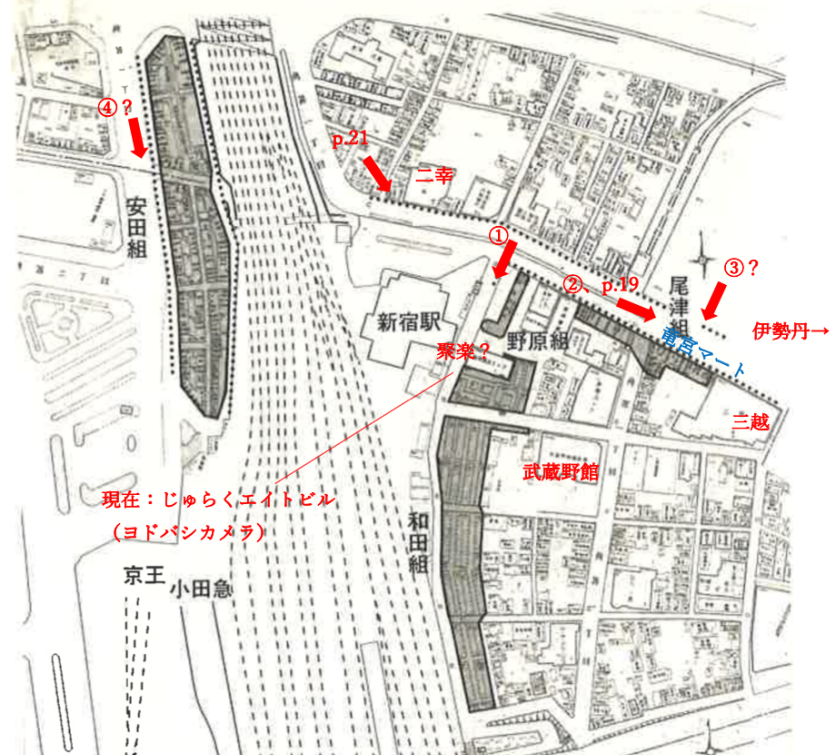 ④？
p.21
二幸
安田組
①
②、p.19
③？
尾津組
伊勢丹→
新宿駅
野原組
聚楽？
竜宮マート
三越
武蔵野館
現在：じゅらくエイトビル
（ヨドバシカメラ）
和田組
京王
小田急